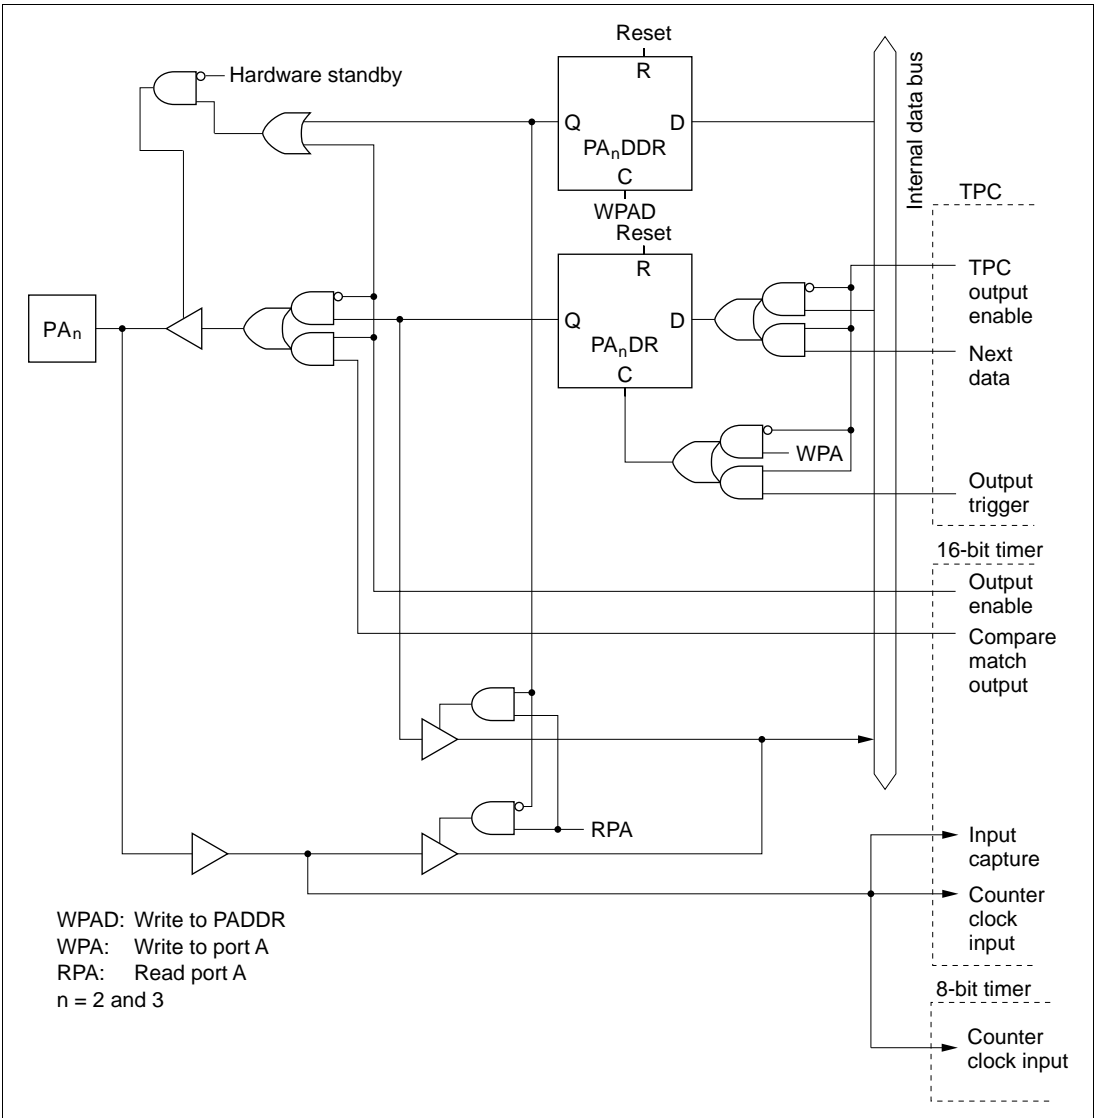 Reset
Hardware standby
R
Q
D
PAnDDR
C
WPAD
Internal data bus
TPC
Reset
R
TPC
output
enable
PAn
Q
D
PAnDR
C
Next
data
WPA
Output
trigger
16-bit timer
Output
enable
Compare
match
output
RPA
Input
capture
Counter
clock
input
WPAD: Write to PADDR
WPA: Write to port A
RPA: Read port A
n = 2 and 3
8-bit timer
Counter
clock input